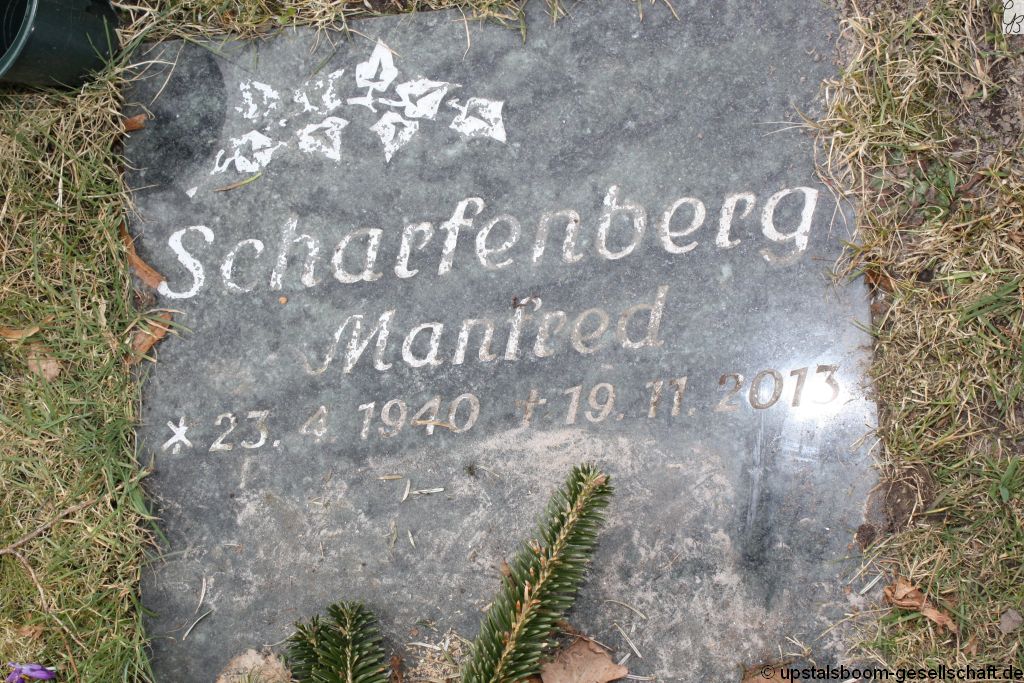 Scharfenberg
Manfred
* 23. 4. 1940 † 19. 11. 2013
© upstalsboom-gesellschaft.de